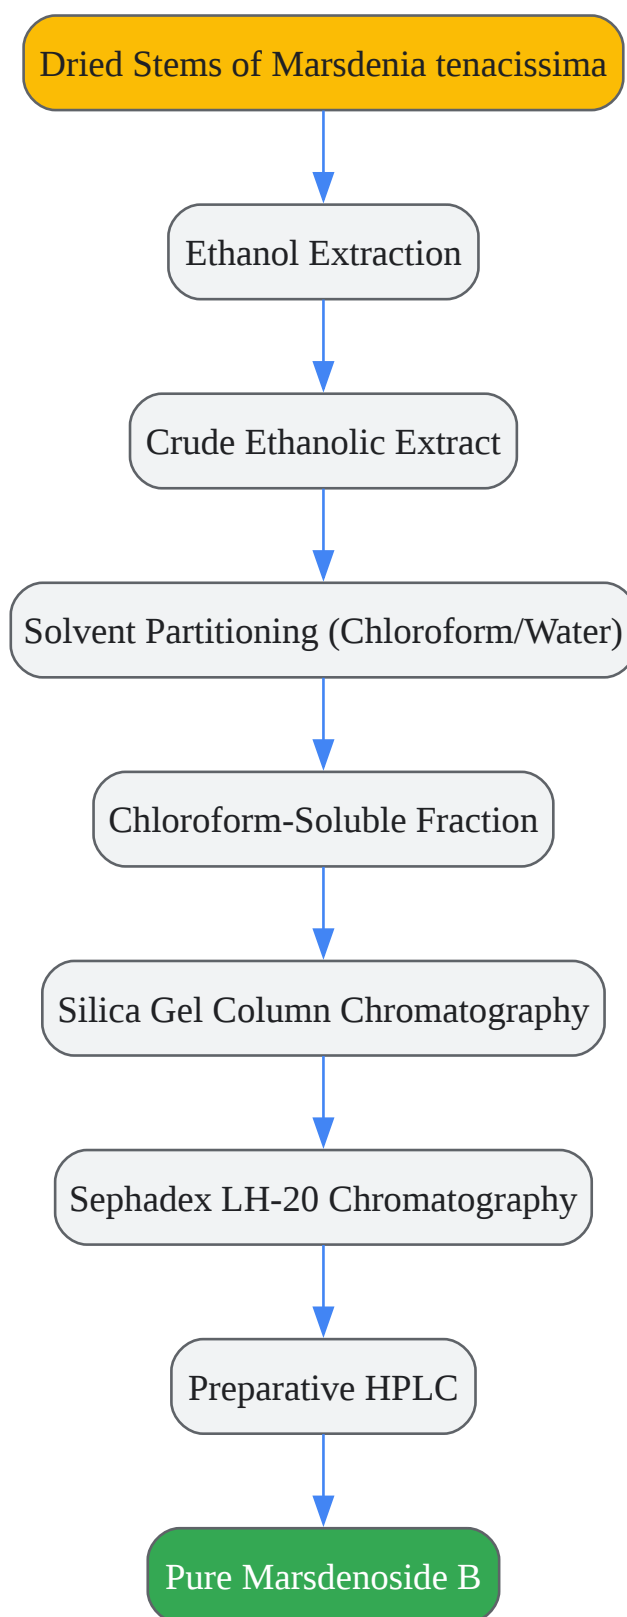 Dried Stems of Marsdenia tenacissima
Ethanol Extraction
Crude Ethanolic Extract
Solvent Partitioning (Chloroform/Water)
Chloroform-Soluble Fraction
Silica Gel Column Chromatography
Sephadex LH-20 Chromatography
Preparative HPLC
Pure Marsdenoside B